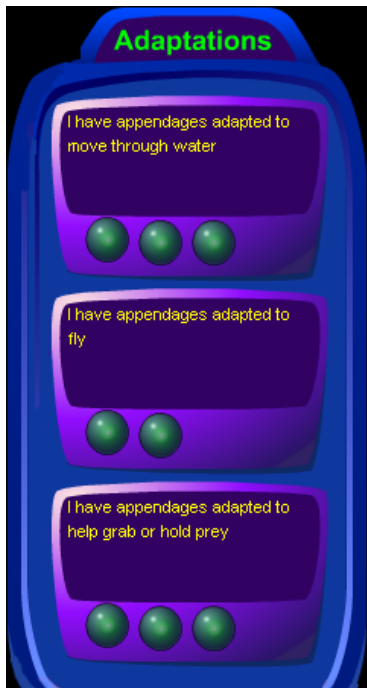 Adaptations
I have appendages adapted to
move through water
I have appendages adapted to
fly
I have appendages adapted to
help grab or hold prey